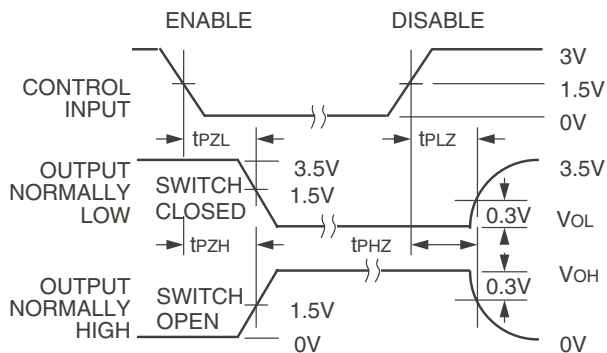 ENABLE DISABLE
3V
CONTROL INPUT 1.5V
0V
tPZL tPLZ
OUTPUT NORMALLY LOW
SWITCH CLOSED
3.5V
1.5V
3.5V
0.3V VOL
tPZH tPHZ
OUTPUT NORMALLY HIGH
SWITCH OPEN
1.5V
0V
0.3V VOH
0V